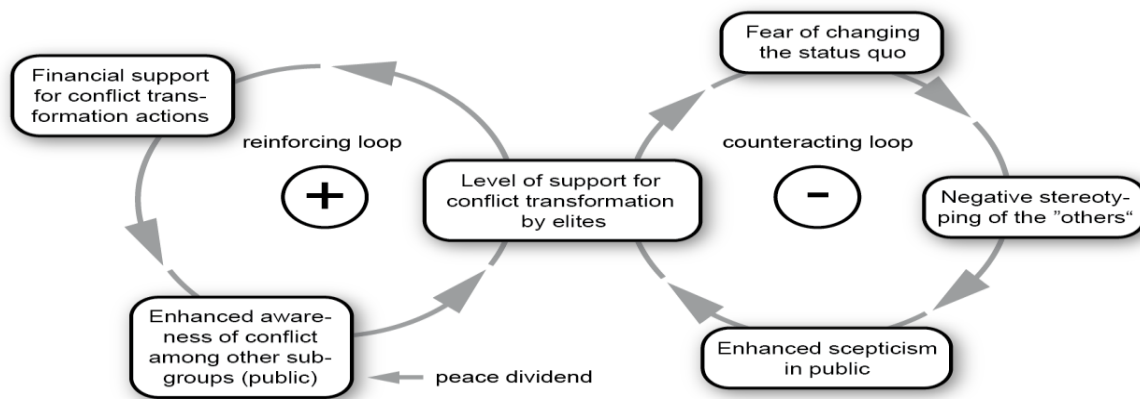 Financial support
for conflict trans-
formation actions
reinforcing loop
+
Enhanced aware-
ness of conflict
among other sub-
groups (public)
peace dividend
Level of support for
conflict transformation
by elites
Fear of changing
the status quo
counteracting loop
-
Negative stereoty-
ping of the ”others“
Enhanced scepticism
in public